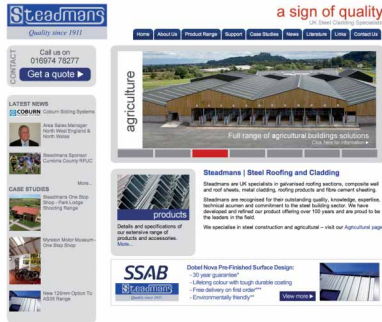 Steadmans
Quality since 1911
a sign of quality
UK Steel Cladding Specialists
Home
About Us
Product Range
Support
Case Studies
News
Literature
Links
Contact Us
CONTACT
Call us on
016974 78277
Get a quote
agriculture
Full range of agricultural buildings solutions
Click here for information
LATEST NEWS
COBURN Coburn Sliding Systems
Area Sales Manager -
North West England &
North Wales
Steadmans Sponsor
Cumbria County RFUC
More...
CASE STUDIES
Steadmans One Stop
Shop - Park Lodge
Shooting Range
Myreton Motor Museum -
One Stop Shop
New 125mm Option To
AS35 Range
products
Details and specifications of
our extensive range of
products and accessories.
More...
Steadmans | Steel Roofing and Cladding
Steadmans are UK specialists in galvanised roofing sections, composite wall
and roof sheets, metal cladding, roofing products and fibre cement sheeting.
Steadmans are recognised for their outstanding quality, knowledge, expertise,
technical acumen and commitment to the steel building sector. We have
developed and refined our product offering over 100 years and are proud to be
the leaders in the field.
We specialise in steel construction and agricultural – visit our Agricultural page
SSAB
Steadmans
Quality since 1911
Dobel Nova Pre-Finished Surface Design:
- 30 year guarantee*
- Lifelong colour with tough durable coating
- Free delivery on first order***
- Environmentally friendly**
View more